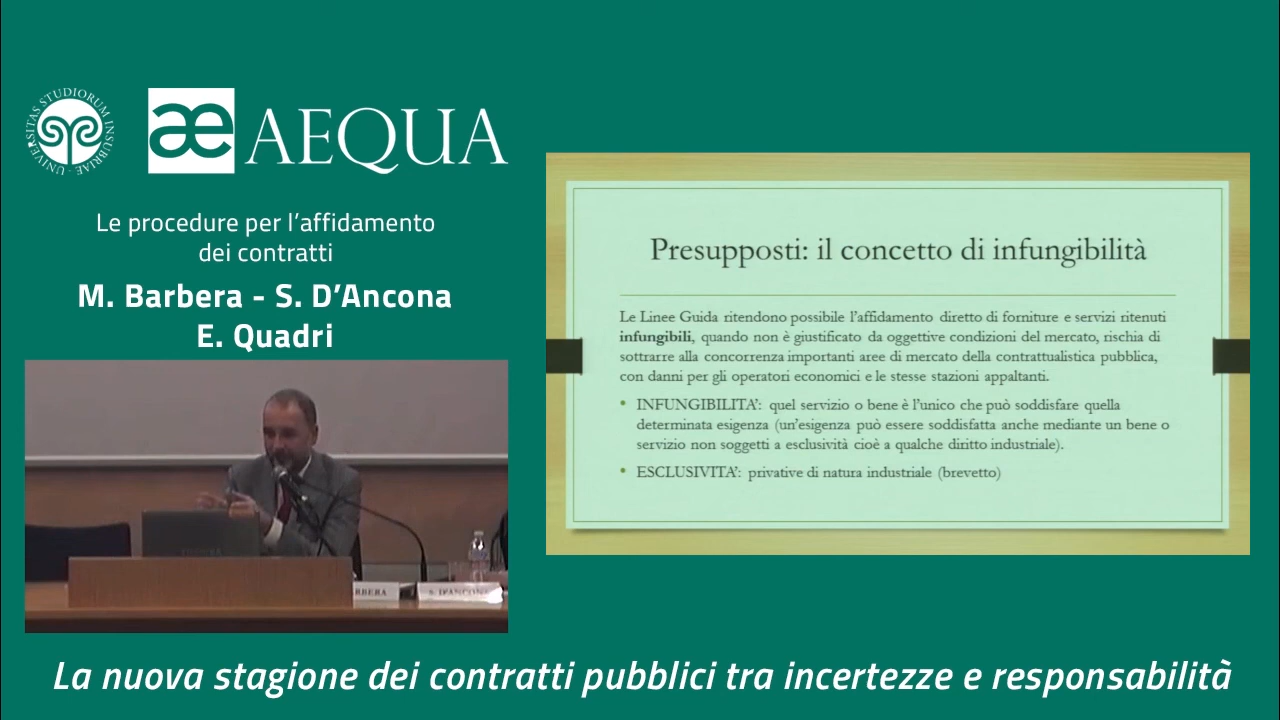 UNIVERSITAS STUDIORUM INSUBRIAE
æ AEQUA
Le procedure per l'affidamento
dei contratti
M. Barbera - S. D'Ancona
E. Quadri
Presupposti: il concetto di infungibilità
Le Linee Guida ritendono possibile l'affidamento diretto di forniture e servizi ritenuti
infungibili, quando non è giustificato da oggettive condizioni del mercato, rischia di
sottrarre alla concorrenza importanti aree di mercato della contrattualistica pubblica,
con danni per gli operatori economici e le stesse stazioni appaltanti.
• INFUNGIBILITA': quel servizio o bene è l'unico che può soddisfare quella
determinata esigenza (un'esigenza può essere soddisfatta anche mediante un bene o
servizio non soggetti a esclusività cioè a qualche diritto industriale).
• ESCLUSIVITA': privative di natura industriale (brevetto)
RBERA
S. D'ANCONA
La nuova stagione dei contratti pubblici tra incertezze e responsabilità